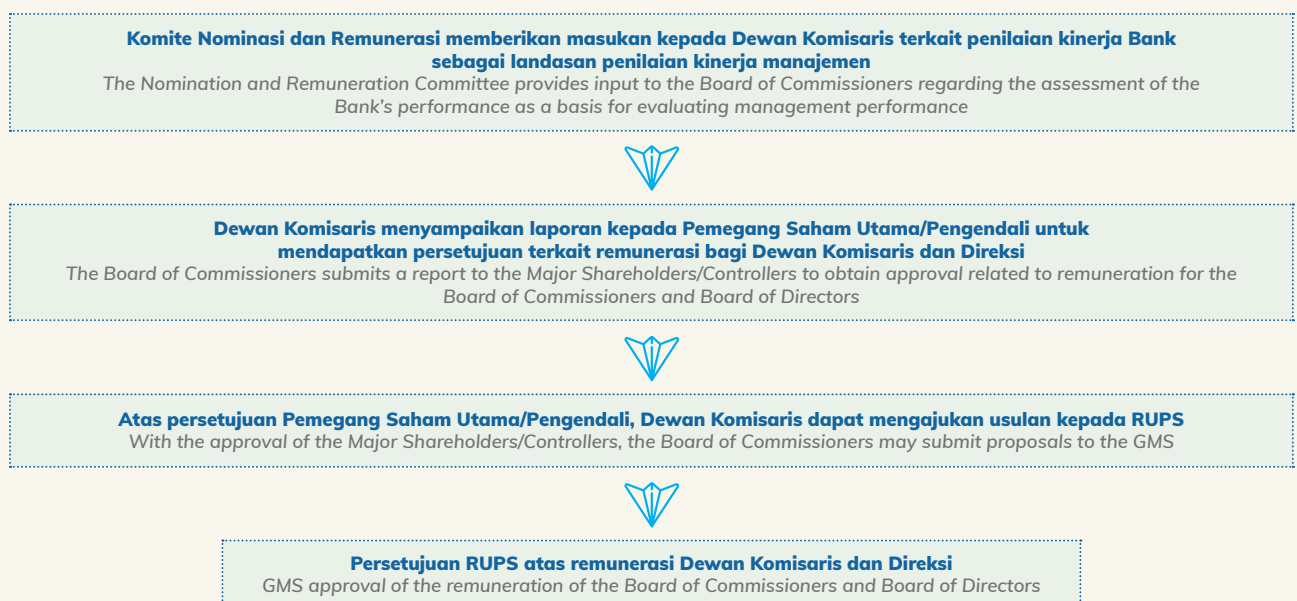 Komite Nominasi dan Remunerasi memberikan masukan kepada Dewan Komisaris terkait penilaian kinerja Bank
sebagai landasan penilaian kinerja manajemen
The Nomination and Remuneration Committee provides input to the Board of Commissioners regarding the assessment of the
Bank's performance as a basis for evaluating management performance
Dewan Komisaris menyampaikan laporan kepada Pemegang Saham Utama/Pengendali untuk
mendapatkan persetujuan terkait remunerasi bagi Dewan Komisaris dan Direksi
The Board of Commissioners submits a report to the Major Shareholders/Controllers to obtain approval related to remuneration for the
Board of Commissioners and Board of Directors
Atas persetujuan Pemegang Saham Utama/Pengendali, Dewan Komisaris dapat mengajukan usulan kepada RUPS
With the approval of the Major Shareholders/Controllers, the Board of Commissioners may submit proposals to the GMS
Persetujuan RUPS atas remunerasi Dewan Komisaris dan Direksi
GMS approval of the remuneration of the Board of Commissioners and Board of Directors